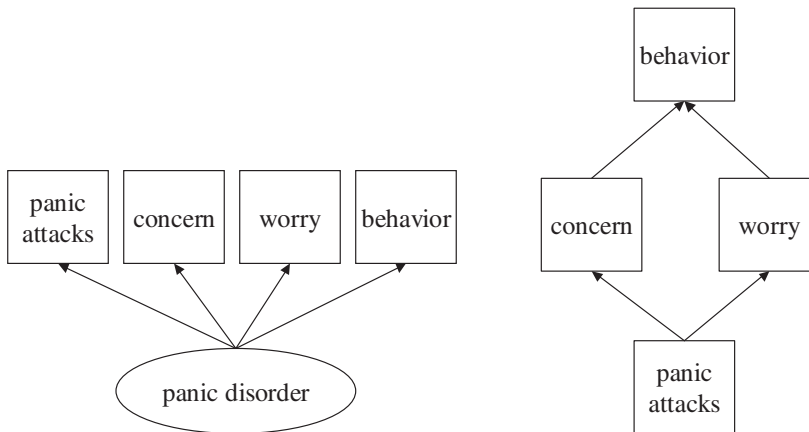 panic
attacks
concern
worry
behavior
panic disorder
behavior
concern
worry
panic
attacks